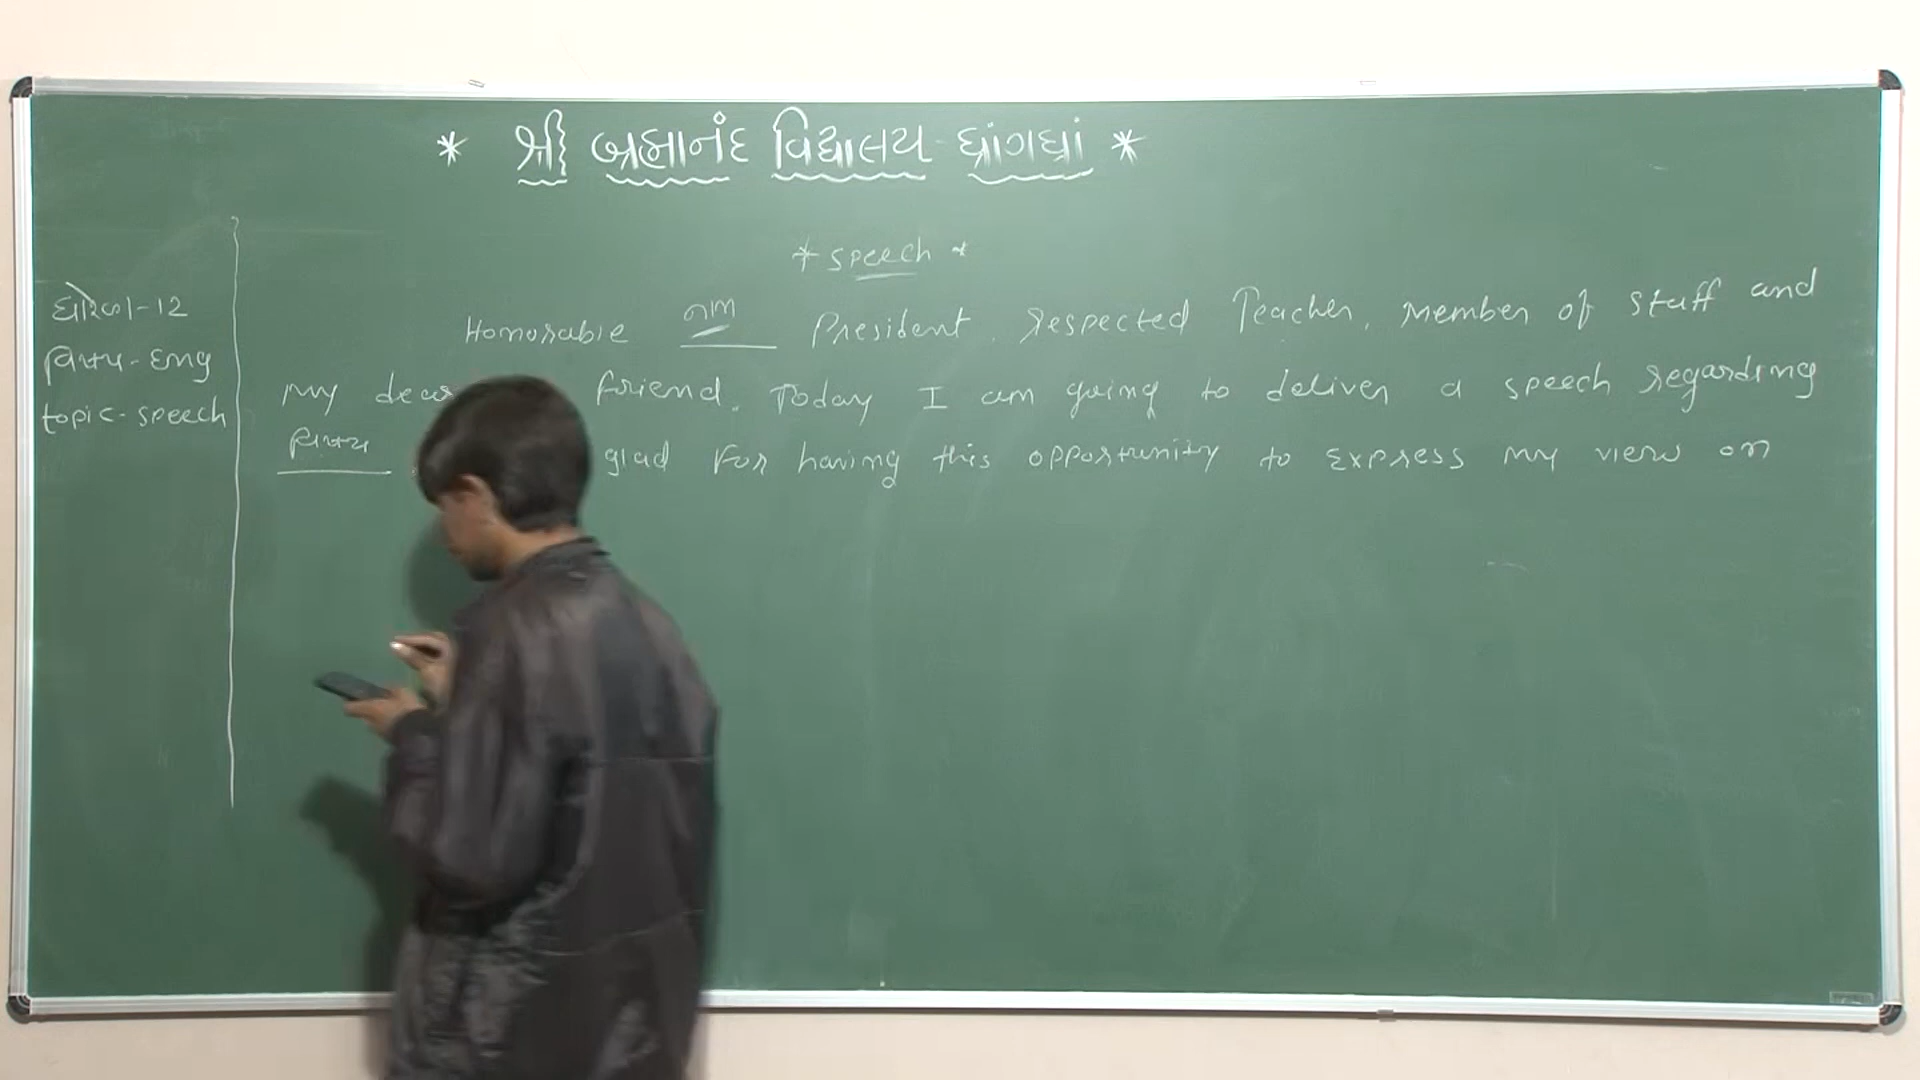 * શ્રી બ્રહ્માનંદ વિદ્યાલય - ધ્રાંગધ્રાં *
* speech *
ધોરણ-12
વિષય-Eng
topic-speech
Honorable નામ President, respected Teacher, member of staff and
my dear friend. Today I am going to deliver a speech regarding
વિષય glad for having this opportunity to express my view on